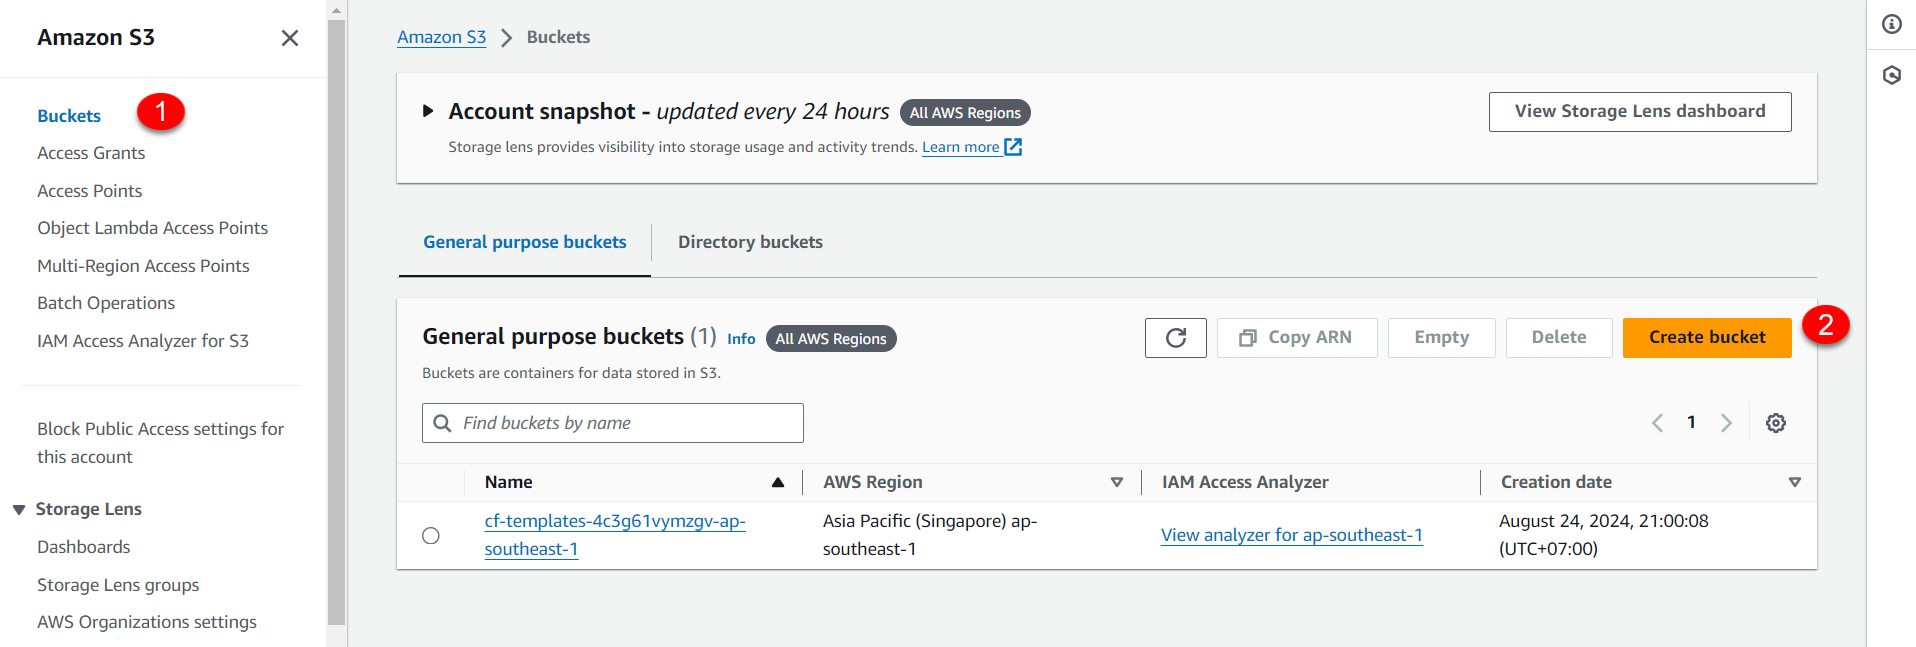 Amazon S3
Buckets
1
Access Grants
Access Points
Object Lambda Access Points
Multi-Region Access Points
Batch Operations
IAM Access Analyzer for S3
Block Public Access settings for
this account
Storage Lens
Dashboards
Storage Lens groups
AWS Organizations settings
Amazon S3 Buckets
Account snapshot - updated every 24 hours All AWS Regions
Storage lens provides visibility into storage usage and activity trends. Learn more
View Storage Lens dashboard
General purpose buckets Directory buckets
General purpose buckets (1) Info All AWS Regions
Buckets are containers for data stored in S3.
Copy ARN Empty Delete Create bucket
2
Find buckets by name
1
Name AWS Region IAM Access Analyzer Creation date
cf-templates-4c3g61vymzgv-ap-
southeast-1
Asia Pacific (Singapore) ap-
southeast-1
View analyzer for ap-southeast-1
August 24, 2024, 21:00:08
(UTC+07:00)